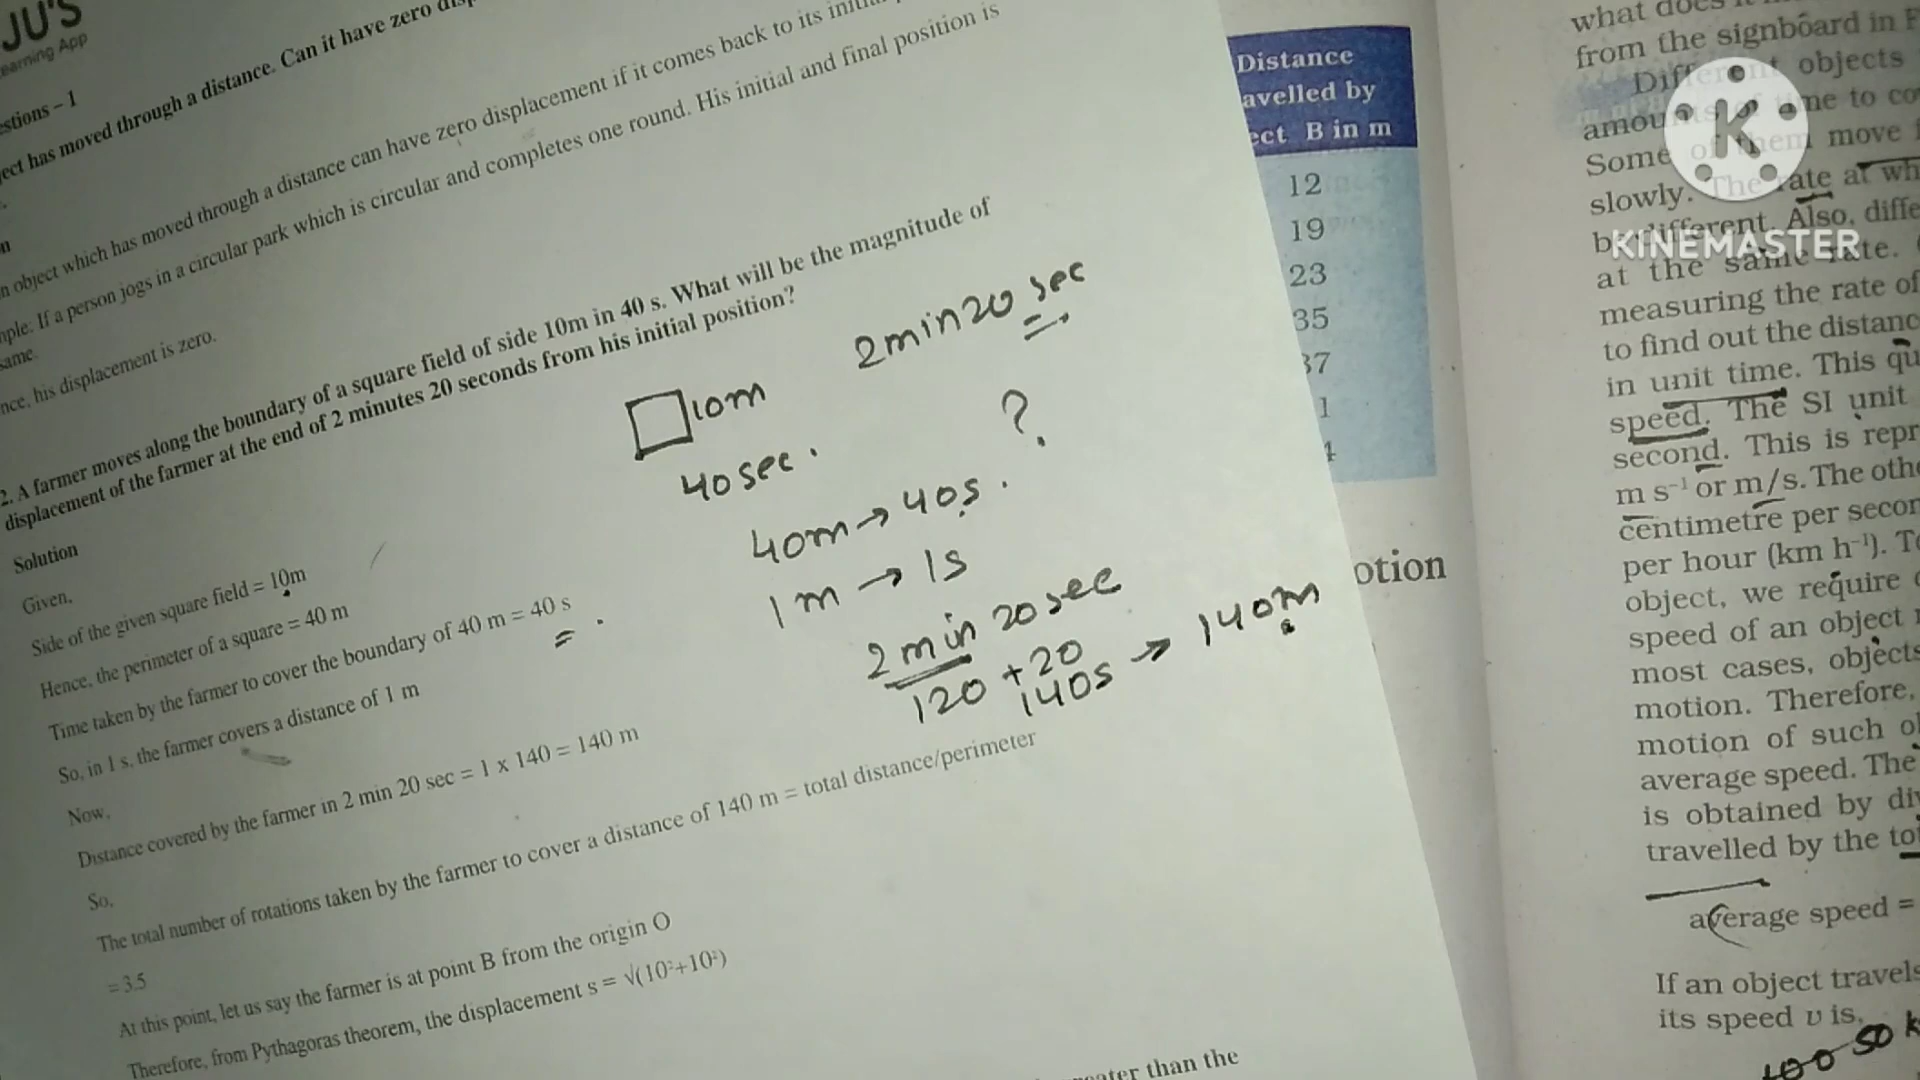 JU'S
earning App
estions – 1
ect has moved through a distance. Can it have zero
n object which has moved through a distance can have zero displacement if it comes back to its
nple: If a person jogs in a circular park which is circular and completes one round. His initial and final position is
same.
nce, his displacement is zero.
2. A farmer moves along the boundary of a square field of side 10m in 40 s. What will be the magnitude of
displacement of the farmer at the end of 2 minutes 20 seconds from his initial position?
Solution
Given,
Side of the given square field = 10m
Hence, the perimeter of a square = 40 m
Time taken by the farmer to cover the boundary of 40 m = 40 s
So, in 1 s, the farmer covers a distance of 1 m
Now,
Distance covered by the farmer in 2 min 20 sec = 1 x 140 = 140 m
So,
The total number of rotations taken by the farmer to cover a distance of 140 m = total distance/perimeter
= 3.5
At this point, let us say the farmer is at point B from the origin O
Therefore, from Pythagoras theorem, the displacement s = √(10²+10²)
eater than the
10m
2min20 sec
40sec.
?
40m → 40s.
1m → 1s
2min 20sec
120 + 20
140s → 140m
Distance
avelled by
ect B in m
12
19
23
35
37
1
4
otion
K
KINEMASTER
what does
from the signboard in F
Different objects
amounts of time to co
Some of them move
slowly. The rate at wh
be different. Also, diffe
at the same rate.
measuring the rate of
to find out the distanc
in unit time. This qu
speed. The SI unit
second. This is repr
m s⁻¹ or m/s. The othe
centimetre per secon
per hour (km h⁻¹). To
object, we require
speed of an object
most cases, objects
motion. Therefore,
motion of such o
average speed. The
is obtained by di
travelled by the to
average speed =
If an object travels
its speed v is,
100 50 k